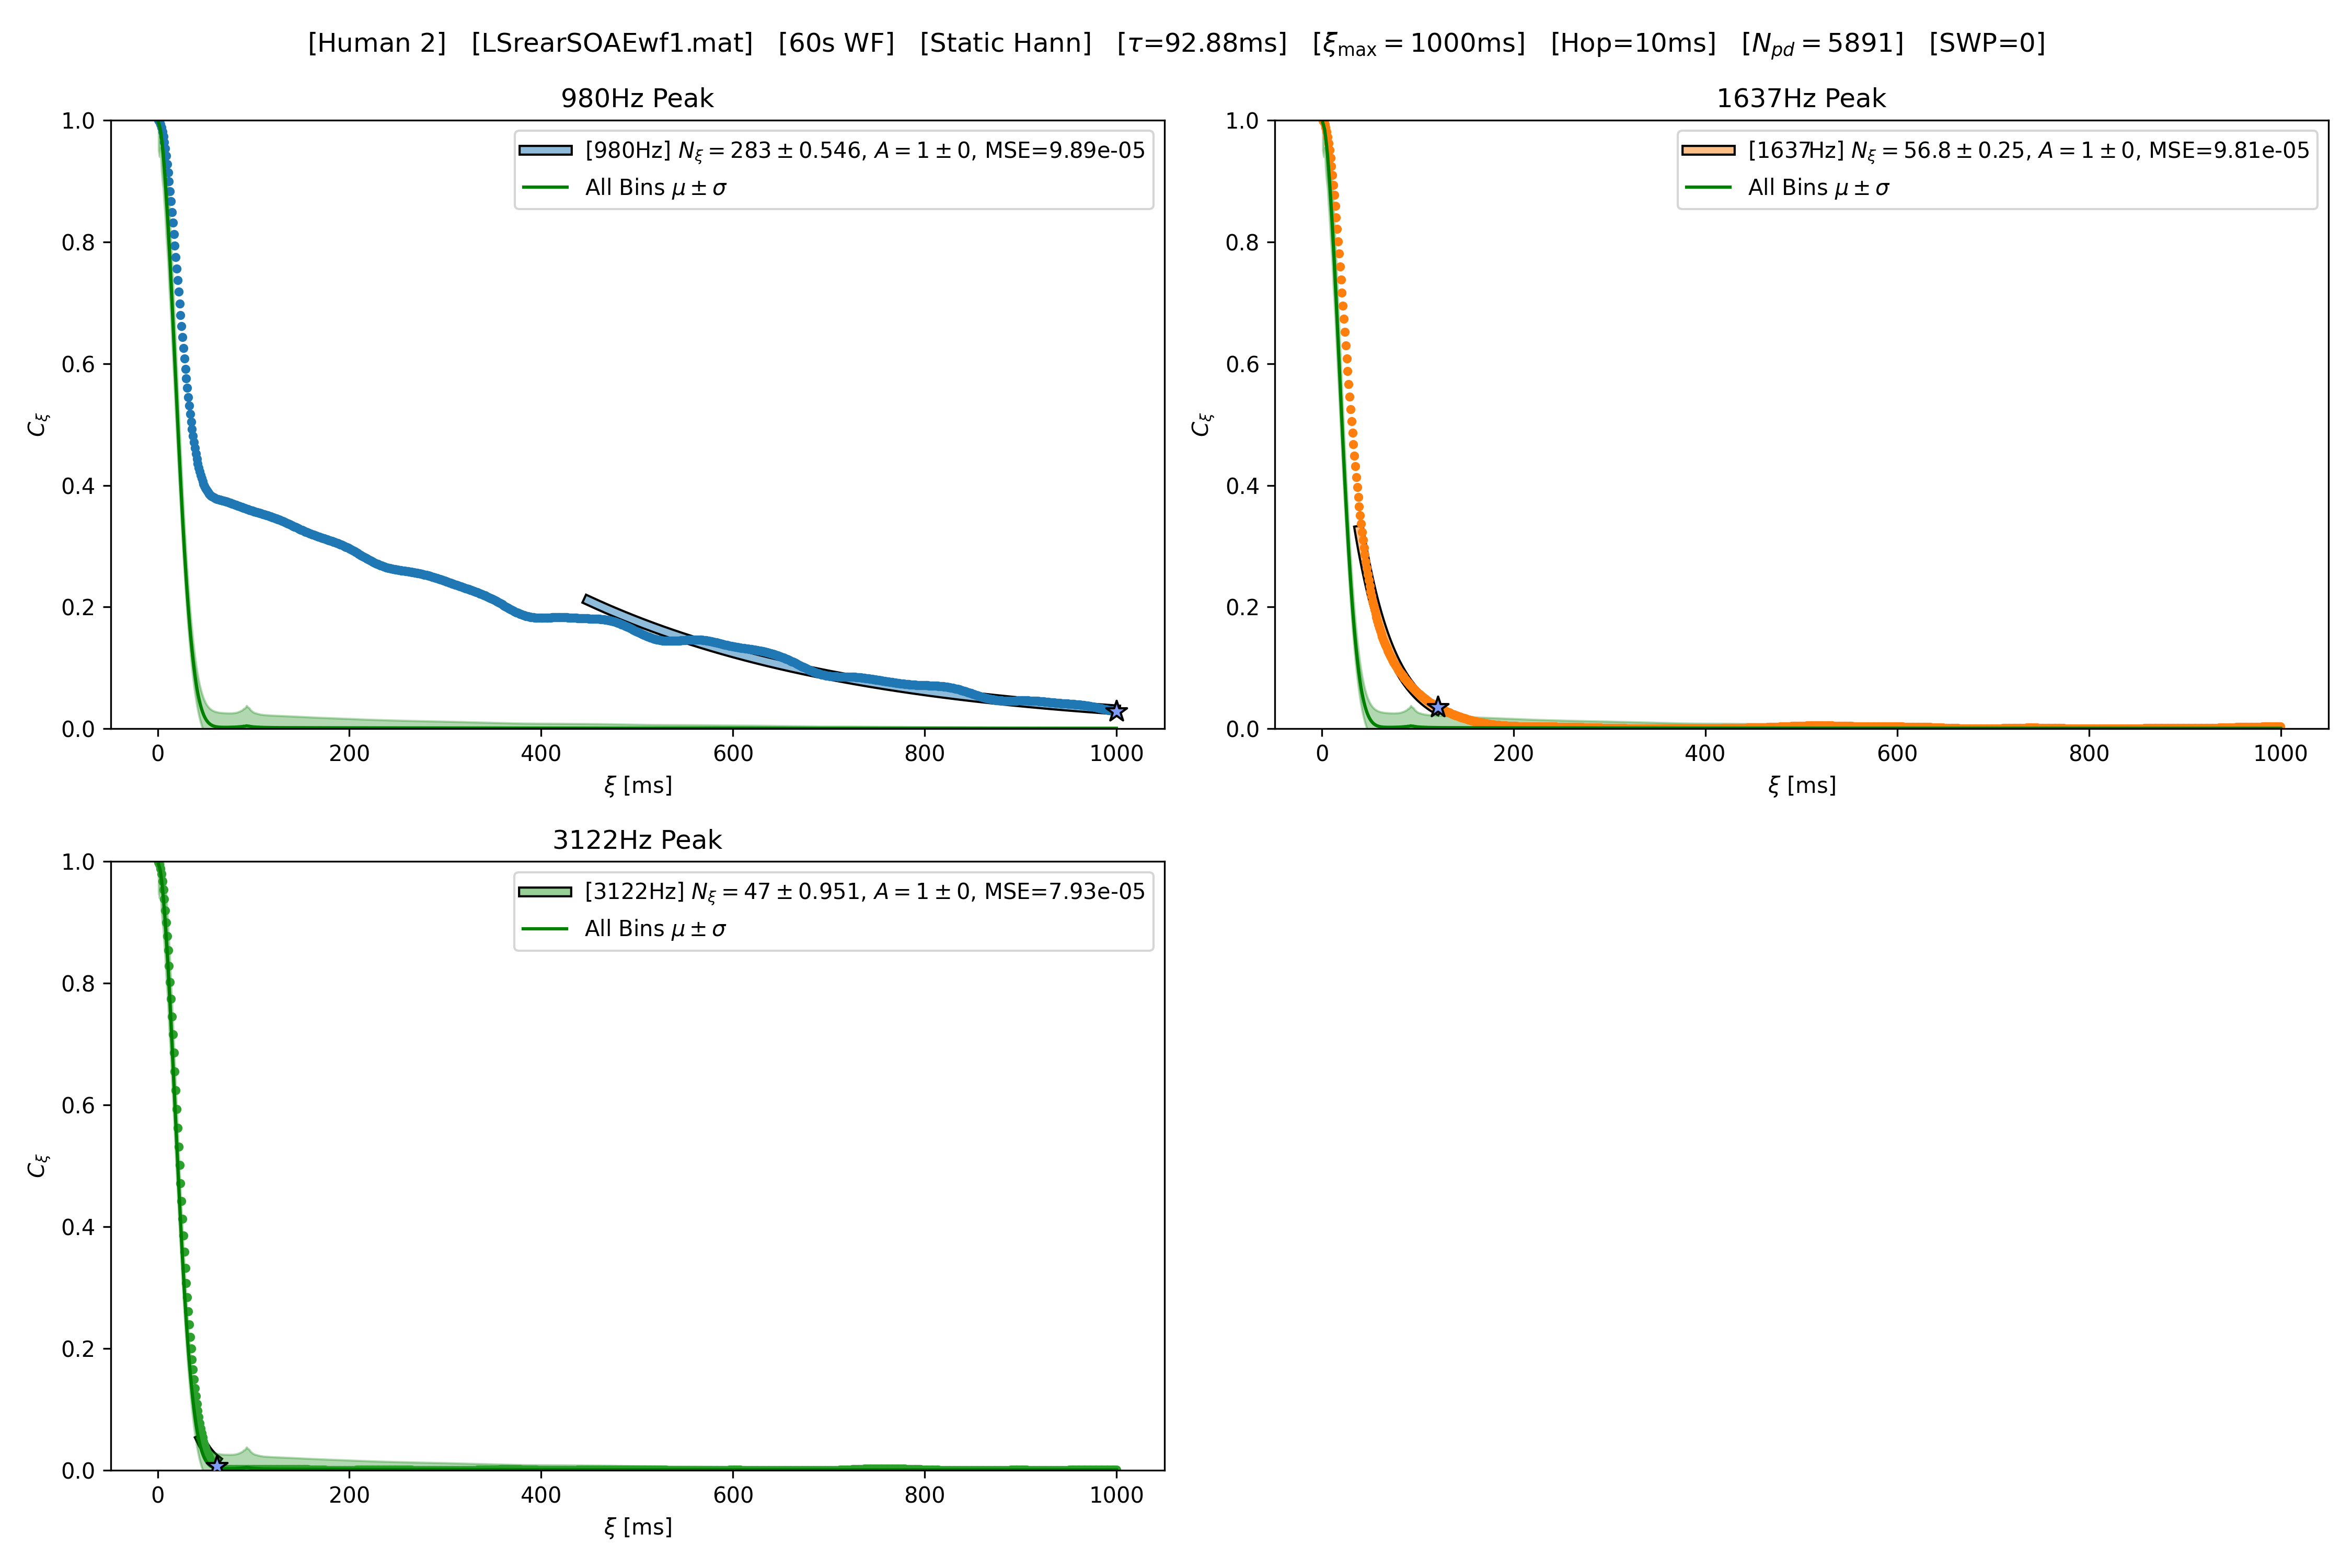 [Human 2] [LSrearSOAEwf1.mat] [60s WF] [Static Hann] [τ=92.88ms] [ξmax = 1000ms] [Hop=10ms] [Npd = 5891] [SWP=0]
980Hz Peak
1.0
0.8
0.6
0.4
0.2
0.0
Cξ
[980Hz] Nξ = 283 ± 0.546, A = 1 ± 0, MSE=9.89e-05
All Bins μ ± σ
0 200 400 600 800 1000
ξ [ms]
1637Hz Peak
1.0
0.8
0.6
0.4
0.2
0.0
Cξ
[1637Hz] Nξ = 56.8 ± 0.25, A = 1 ± 0, MSE=9.81e-05
All Bins μ ± σ
0 200 400 600 800 1000
ξ [ms]
3122Hz Peak
1.0
0.8
0.6
0.4
0.2
0.0
Cξ
[3122Hz] Nξ = 47 ± 0.951, A = 1 ± 0, MSE=7.93e-05
All Bins μ ± σ
0 200 400 600 800 1000
ξ [ms]